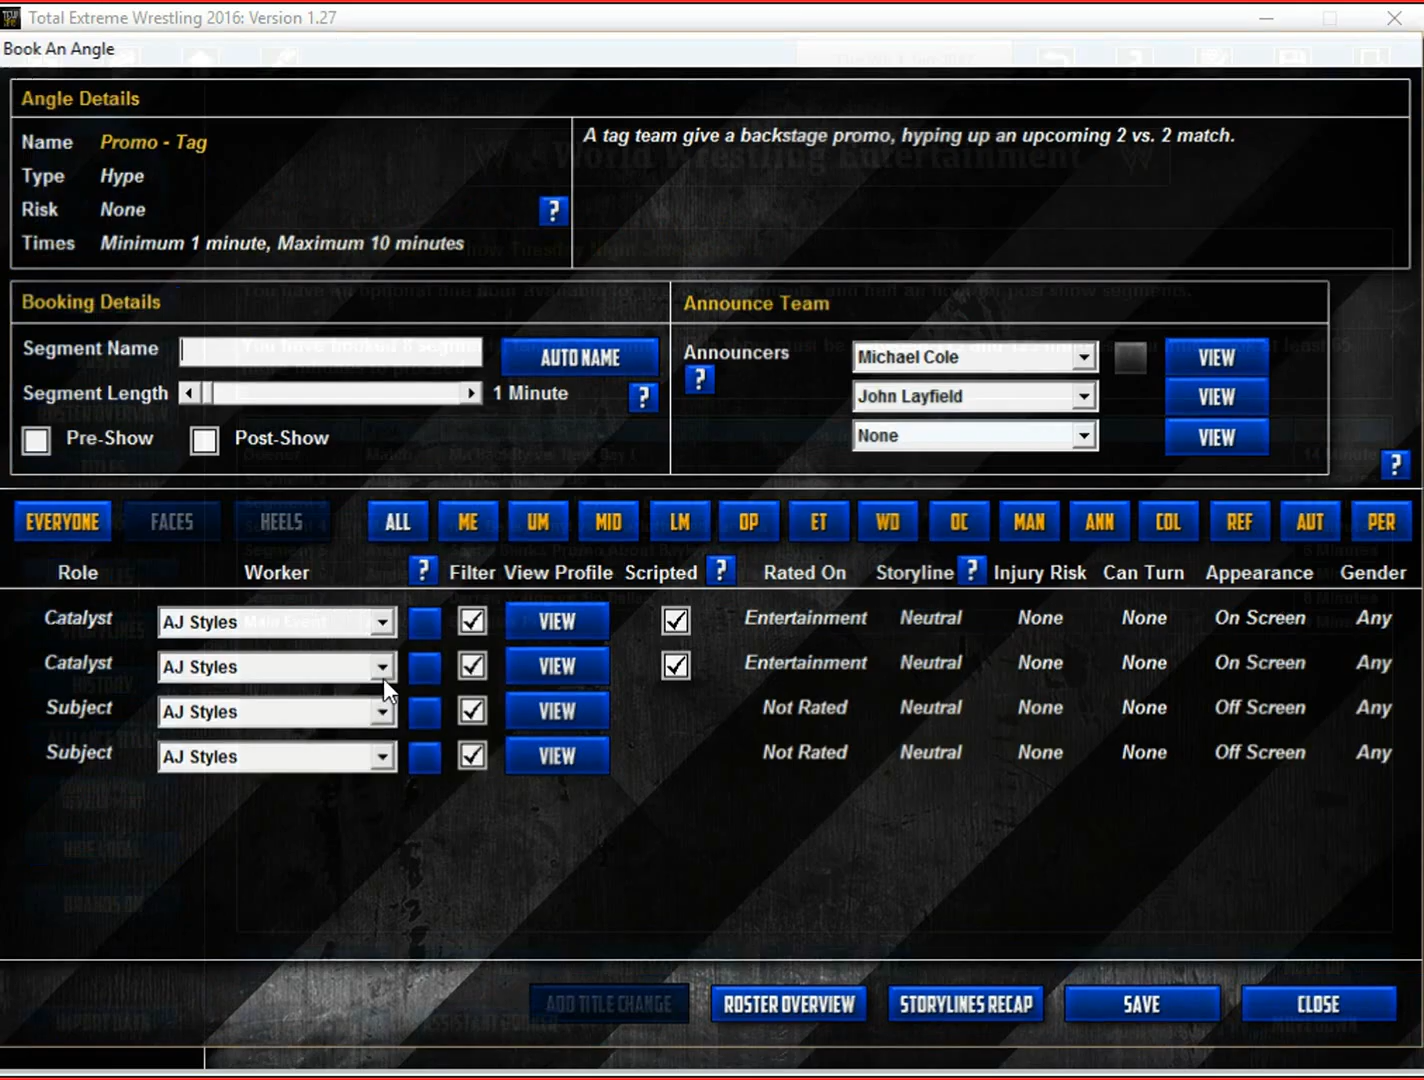 Total Extreme Wrestling 2016: Version 1.27
Book An Angle
Angle Details
Name Promo - Tag
Type Hype
Risk None
?
Times Minimum 1 minute, Maximum 10 minutes
A tag team give a backstage promo, hyping up an upcoming 2 vs. 2 match.
World Wrestling Entertainment
Booking Details
Segment Name
AUTO NAME
Segment Length 1 Minute ?
Pre-Show Post-Show
Announce Team
Announcers Michael Cole VIEW
? John Layfield VIEW
None VIEW
?
EVERYONE FACES HEELS ALL ME UM MID LM OP ET WD OC MAN ANN COL REF AUT PER
Role Worker ? Filter View Profile Scripted ? Rated On Storyline ? Injury Risk Can Turn Appearance Gender
Catalyst AJ Styles VIEW Entertainment Neutral None None On Screen Any
Catalyst AJ Styles VIEW Entertainment Neutral None None On Screen Any
Subject AJ Styles VIEW Not Rated Neutral None None Off Screen Any
Subject AJ Styles VIEW Not Rated Neutral None None Off Screen Any
ADD TITLE CHANGE ROSTER OVERVIEW STORYLINES RECAP SAVE CLOSE